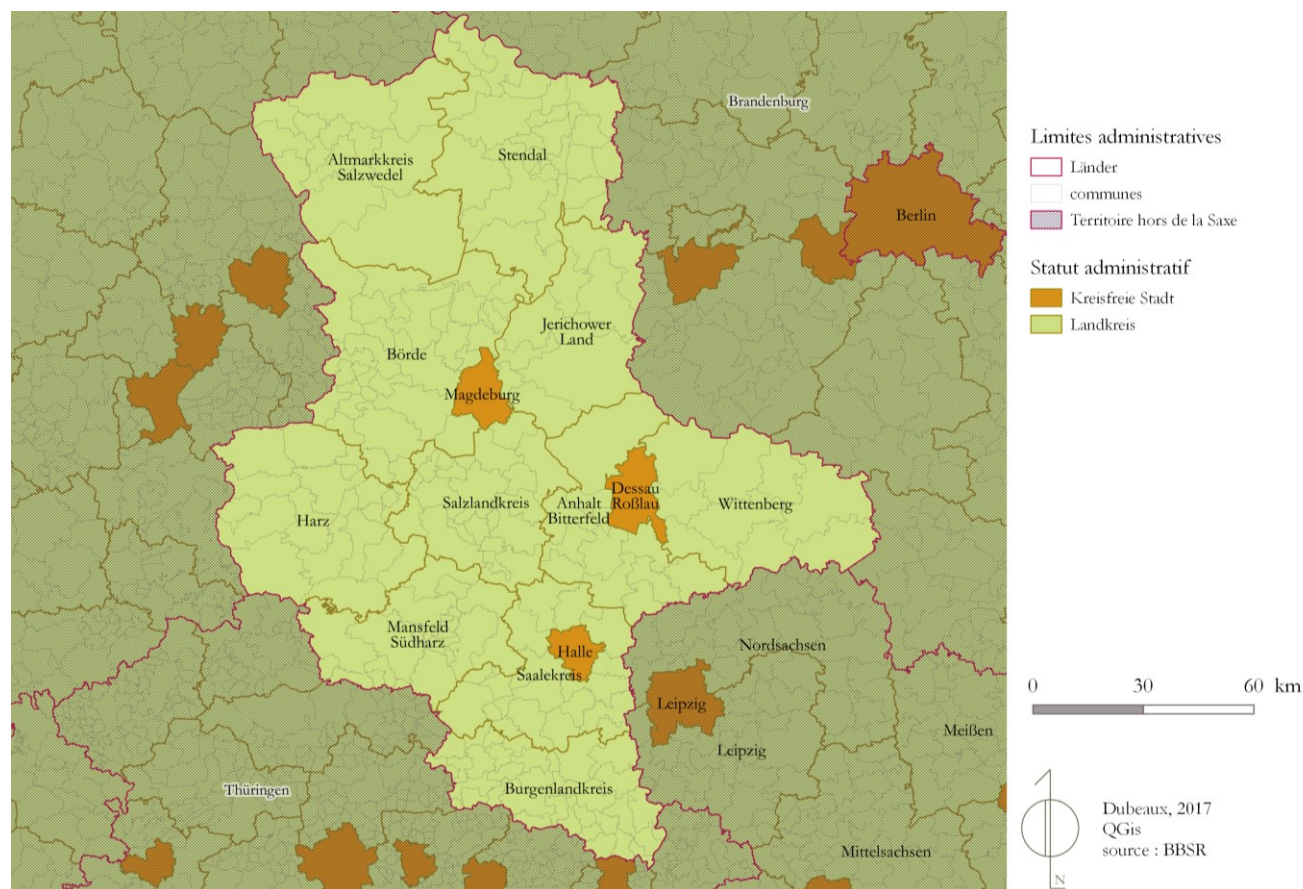 Brandenburg
Altmarkkreis
Salzwedel
Stendal
Berlin
Jerichower
Land
Börde
Magdeburg
Harz
Salzlandkreis
Anhalt
Bitterfeld
Dessau
Roßlau
Wittenberg
Mansfeld
Südharz
Halle
Saalekreis
Nordsachsen
Leipzig
Leipzig
Meißen
Thüringen
Burgenlandkreis
Mittelsachsen
Limites administratives
Länder
communes
Territoire hors de la Saxe
Statut administratif
Kreisfreie Stadt
Landkreis
0 30 60 km
Dubeaux, 2017
QGis
source : BBSR
N